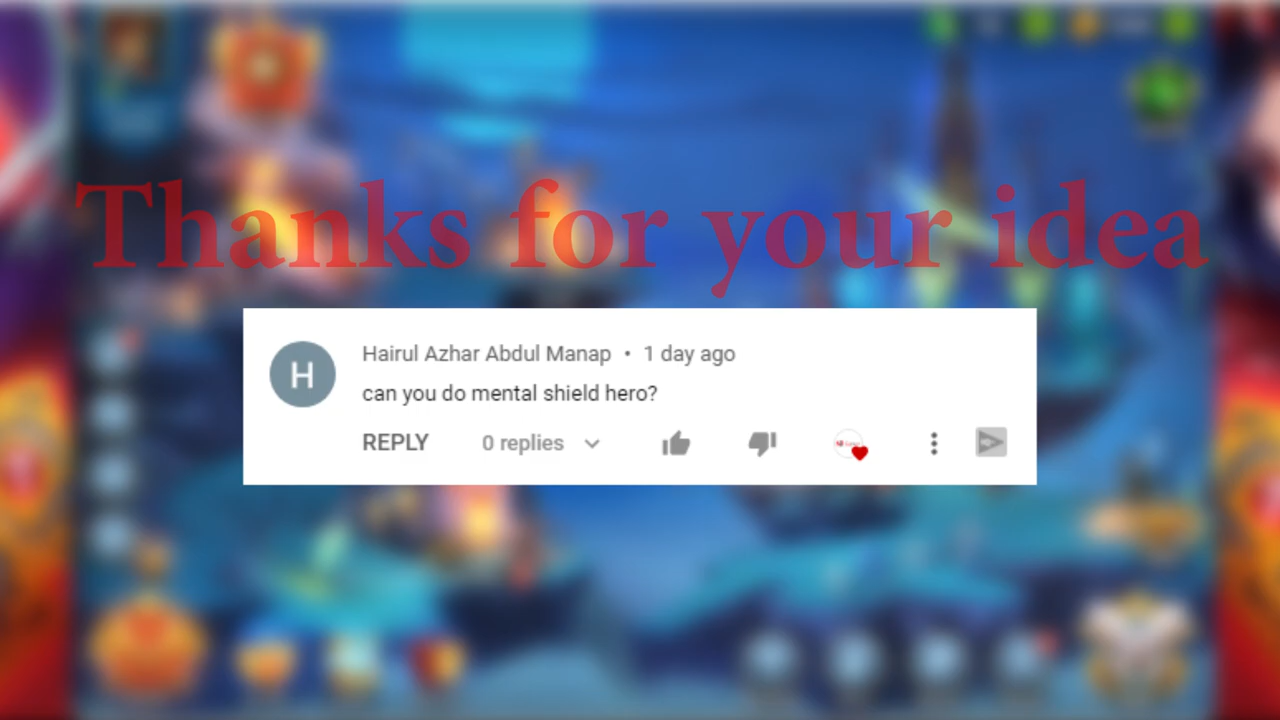 Thanks for your idea
H
Hairul Azhar Abdul Manap • 1 day ago
can you do mental shield hero?
REPLY 0 replies